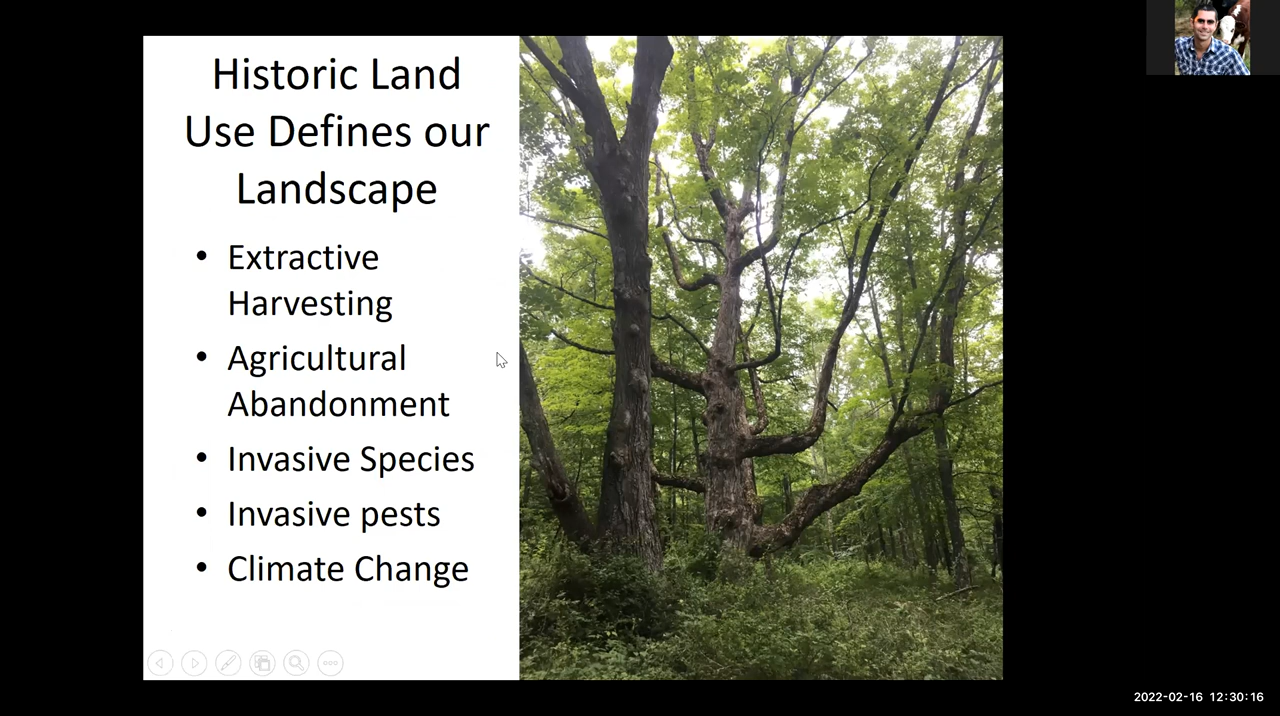 Historic Land
Use Defines our
Landscape
• Extractive
Harvesting
• Agricultural
Abandonment
• Invasive Species
• Invasive pests
• Climate Change
2022-02-16 12:30:16